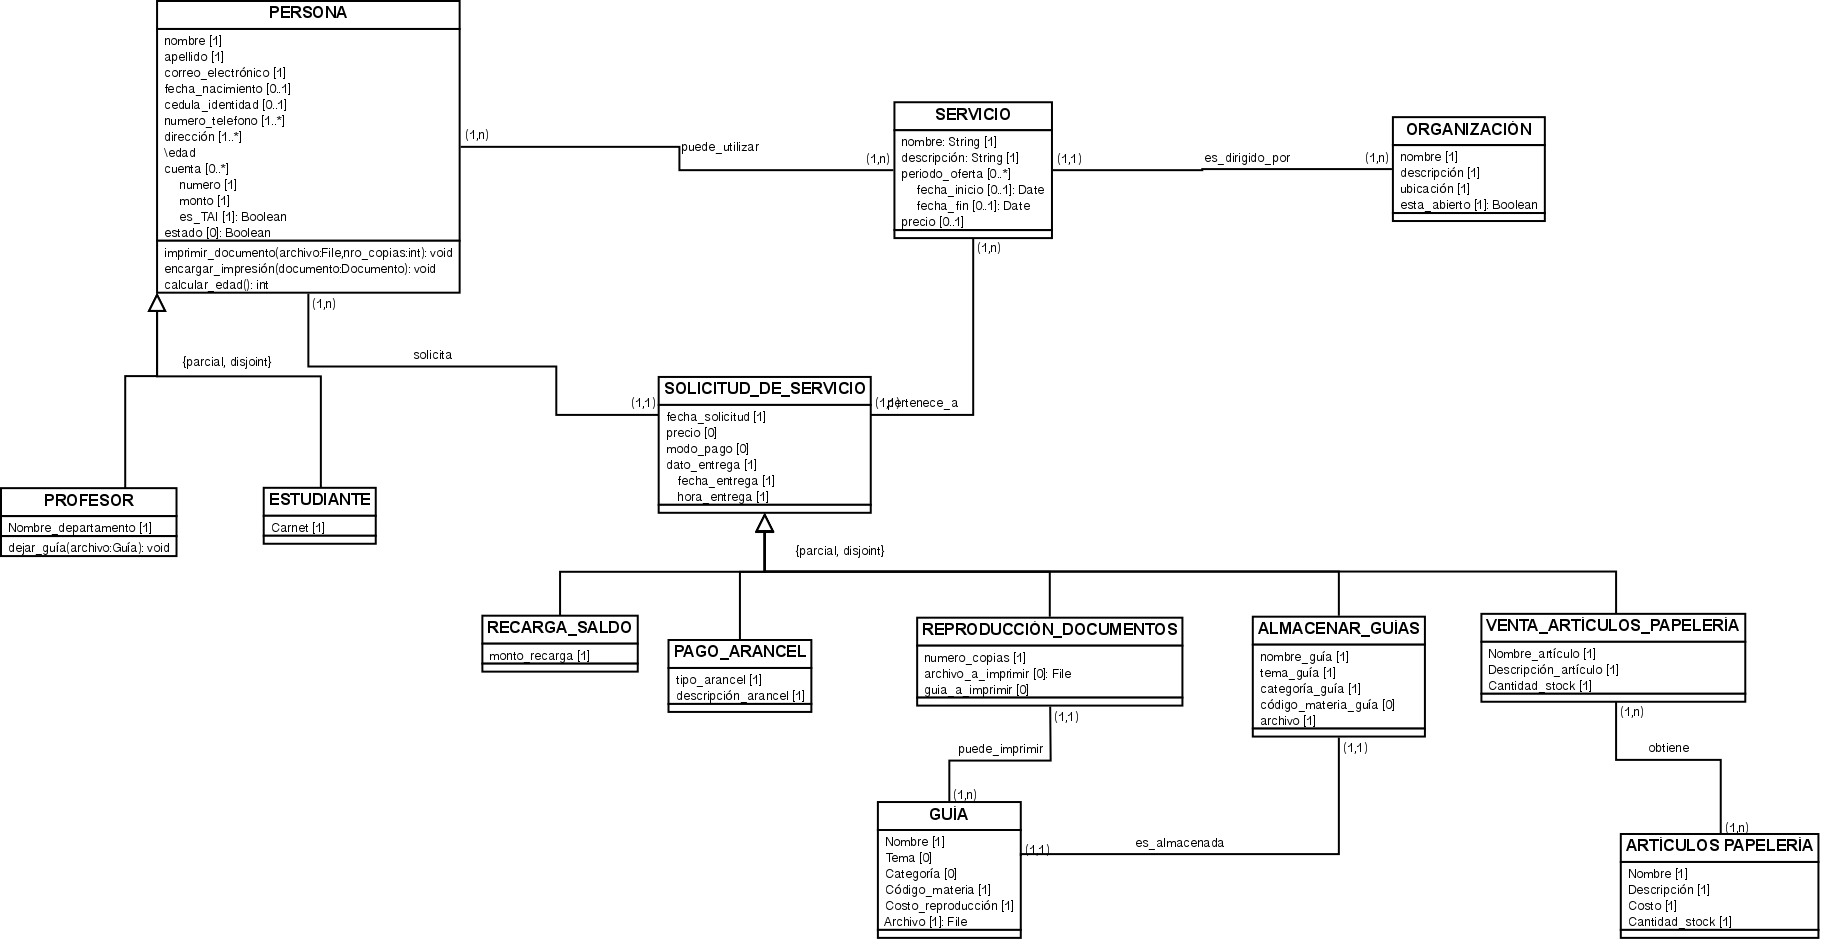 PERSONA
nombre [1]
apellido [1]
correo_electrónico [1]
fecha_nacimiento [0..1]
cedula_identidad [0..1]
numero_telefono [1..*]
dirección [1..*]
\edad
cuenta [0..*]
numero [1]
monto [1]
es_TAI [1]: Boolean
estado [0]: Boolean
imprimir_documento(archivo:File,nro_copias:int): void
encargar_impresión(documento:Documento): void
calcular_edad(): int
(1,n)
puede_utilizar
(1,n)
SERVICIO
nombre: String [1]
descripción: String [1]
periodo_oferta [0..*]
fecha_inicio [0..1]: Date
fecha_fin [0..1]: Date
precio [0..1]
(1,1)
es_dirigido_por
(1,n)
ORGANIZACIÓN
nombre [1]
descripción [1]
ubicación [1]
esta_abierto [1]: Boolean
(1,n)
(1,n)
solicita
(1,1)
{parcial, disjoint}
SOLICITUD_DE_SERVICIO
fecha_solicitud [1]
precio [0]
modo_pago [0]
dato_entrega [1]
fecha_entrega [1]
hora_entrega [1]
(1,1)
pertenece_a
PROFESOR
Nombre_departamento [1]
dejar_guía(archivo:Guía): void
ESTUDIANTE
Carnet [1]
{parcial, disjoint}
RECARGA_SALDO
monto_recarga [1]
PAGO_ARANCEL
tipo_arancel [1]
descripción_arancel [1]
REPRODUCCIÓN_DOCUMENTOS
numero_copias [1]
archivo_a_imprimir [0]: File
guia_a_imprimir [0]
ALMACENAR_GUÍAS
nombre_guía [1]
tema_guía [1]
categoría_guía [1]
código_materia_guía [0]
archivo [1]
VENTA_ARTÍCULOS_PAPELERÍA
Nombre_artículo [1]
Descripción_artículo [1]
Cantidad_stock [1]
(1,1)
puede_imprimir
(1,n)
(1,1)
es_almacenada
(1,1)
(1,n)
obtiene
(1,n)
GUÍA
Nombre [1]
Tema [0]
Categoría [0]
Código_materia [1]
Costo_reproducción [1]
Archivo [1]: File
ARTÍCULOS PAPELERÍA
Nombre [1]
Descripción [1]
Costo [1]
Cantidad_stock [1]